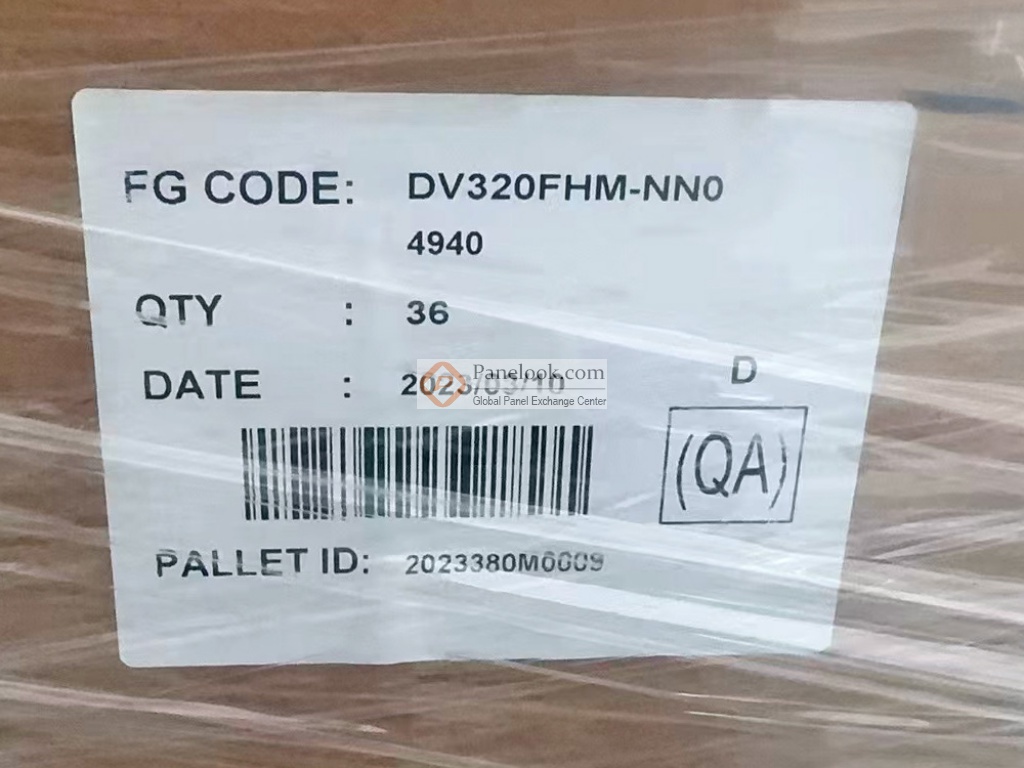 FG CODE: DV320FHM-NN0
4940
QTY : 36
DATE : 2023/03/10
Panelook.com
Global Panel Exchange Center
D
(QA)
PALLET ID: